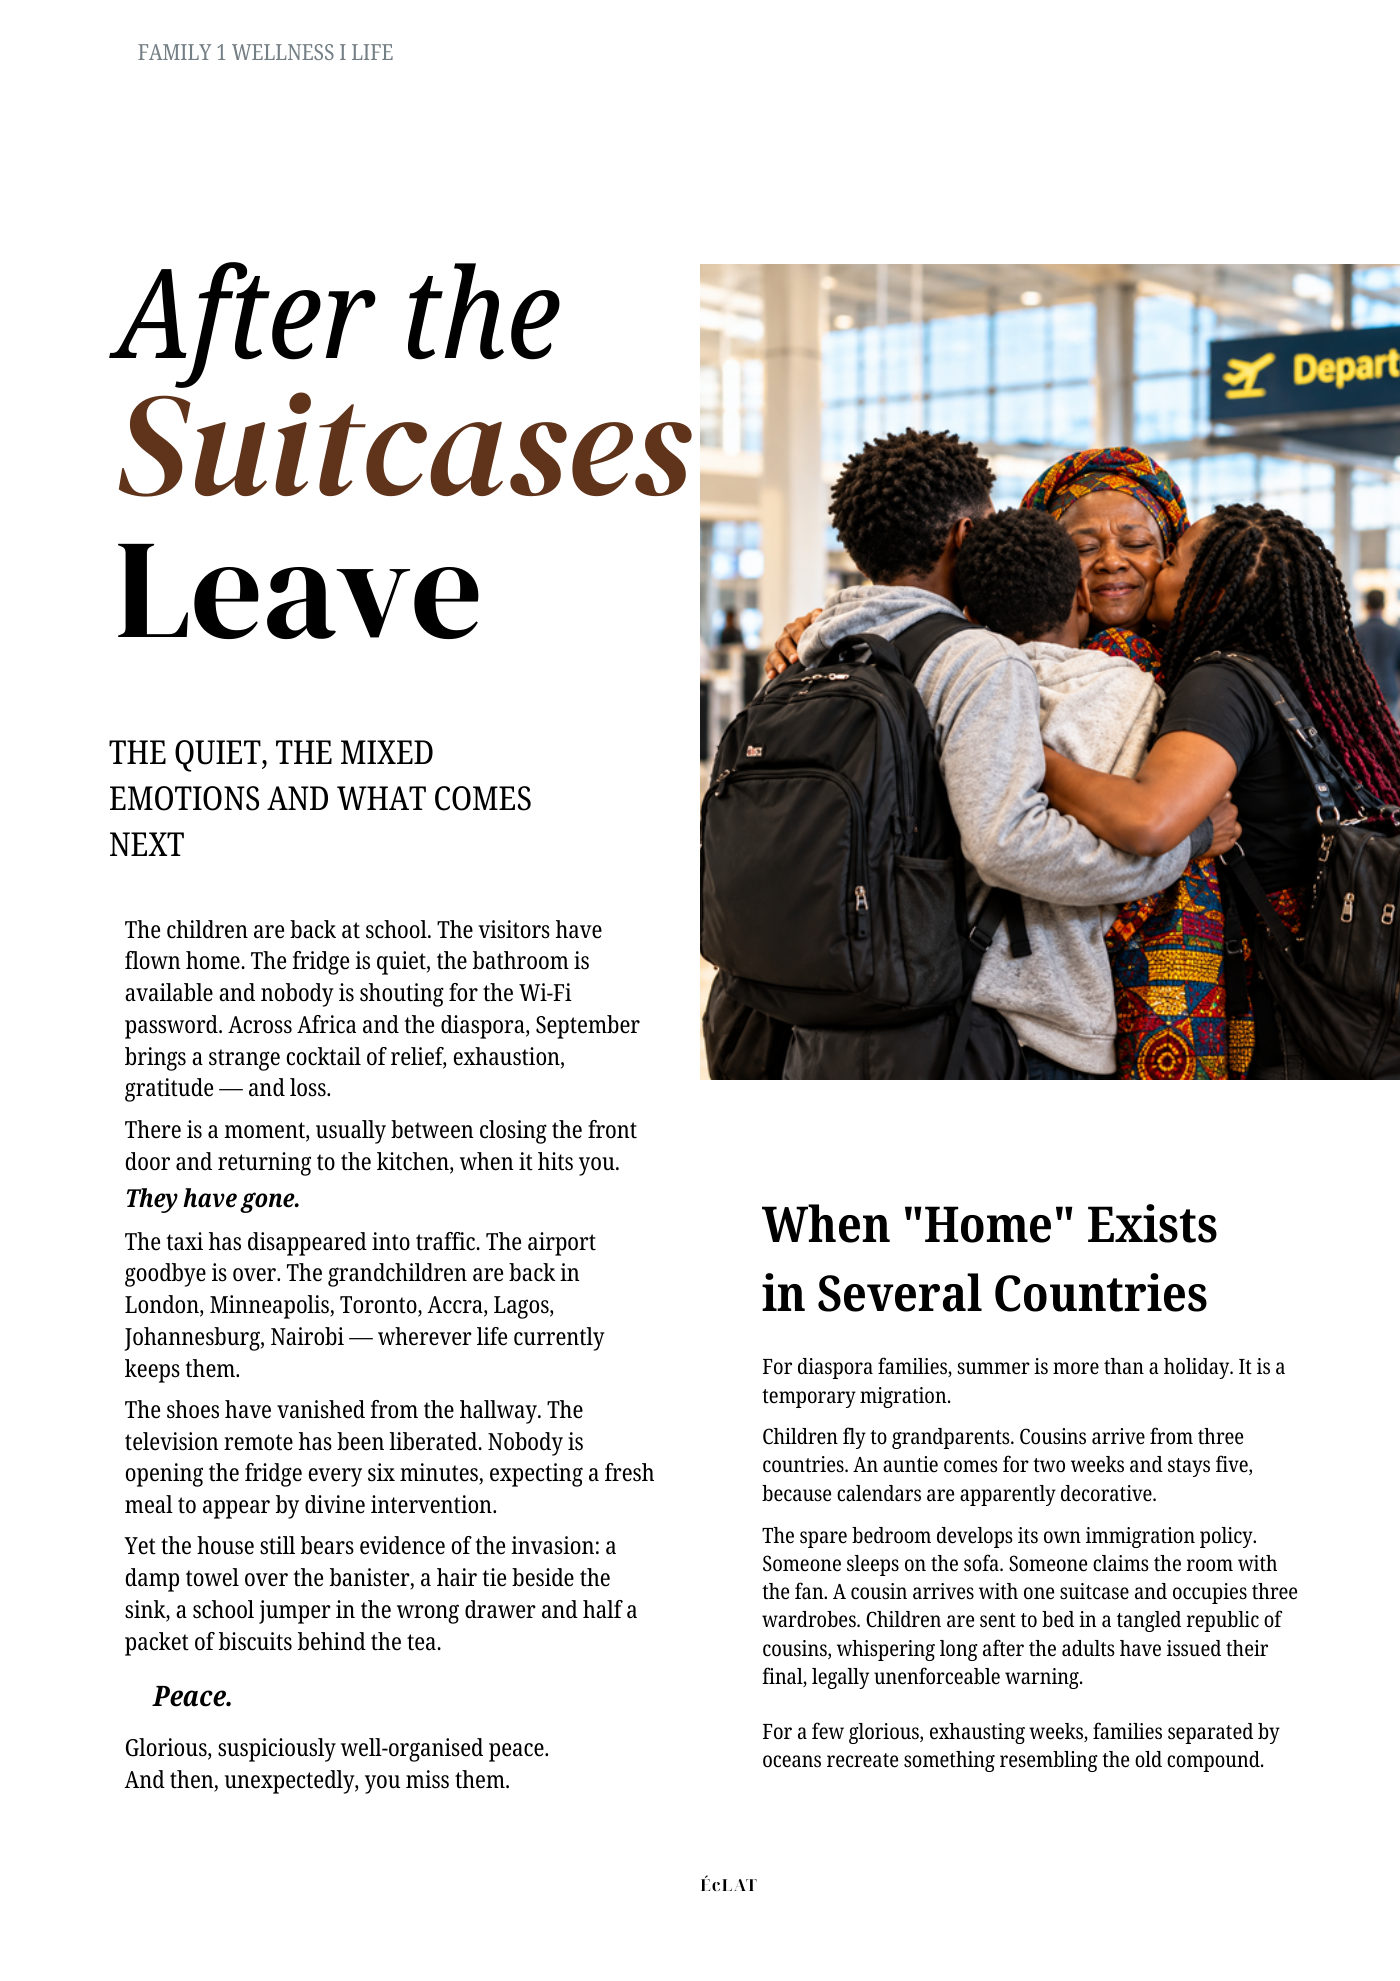 FAMILY 1 WELLNESS I LIFE
After the
Suitcases
Leave
THE QUIET, THE MIXED
EMOTIONS AND WHAT COMES
NEXT
The children are back at school. The visitors have
flown home. The fridge is quiet, the bathroom is
available and nobody is shouting for the Wi-Fi
password. Across Africa and the diaspora, September
brings a strange cocktail of relief, exhaustion,
gratitude — and loss.
There is a moment, usually between closing the front
door and returning to the kitchen, when it hits you.
They have gone.
The taxi has disappeared into traffic. The airport
goodbye is over. The grandchildren are back in
London, Minneapolis, Toronto, Accra, Lagos,
Johannesburg, Nairobi — wherever life currently
keeps them.
The shoes have vanished from the hallway. The
television remote has been liberated. Nobody is
opening the fridge every six minutes, expecting a fresh
meal to appear by divine intervention.
Yet the house still bears evidence of the invasion: a
damp towel over the banister, a hair tie beside the
sink, a school jumper in the wrong drawer and half a
packet of biscuits behind the tea.
Peace.
Glorious, suspiciously well-organised peace.
And then, unexpectedly, you miss them.
Depart
When "Home" Exists
in Several Countries
For diaspora families, summer is more than a holiday. It is a
temporary migration.
Children fly to grandparents. Cousins arrive from three
countries. An auntie comes for two weeks and stays five,
because calendars are apparently decorative.
The spare bedroom develops its own immigration policy.
Someone sleeps on the sofa. Someone claims the room with
the fan. A cousin arrives with one suitcase and occupies three
wardrobes. Children are sent to bed in a tangled republic of
cousins, whispering long after the adults have issued their
final, legally unenforceable warning.
For a few glorious, exhausting weeks, families separated by
oceans recreate something resembling the old compound.
ÉcLAT